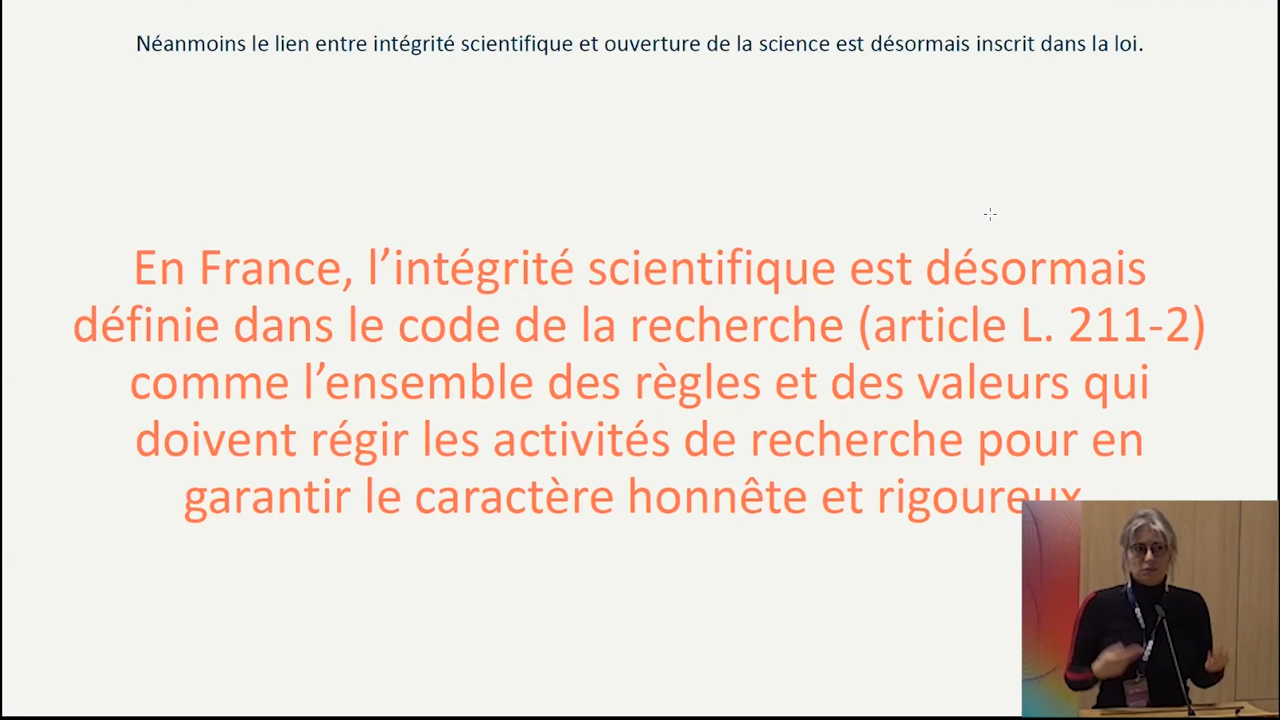 Néanmoins le lien entre intégrité scientifique et ouverture de la science est désormais inscrit dans la loi.
En France, l’intégrité scientifique est désormais
définie dans le code de la recherche (article L. 211-2)
comme l’ensemble des règles et des valeurs qui
doivent régir les activités de recherche pour en
garantir le caractère honnête et rigoureux